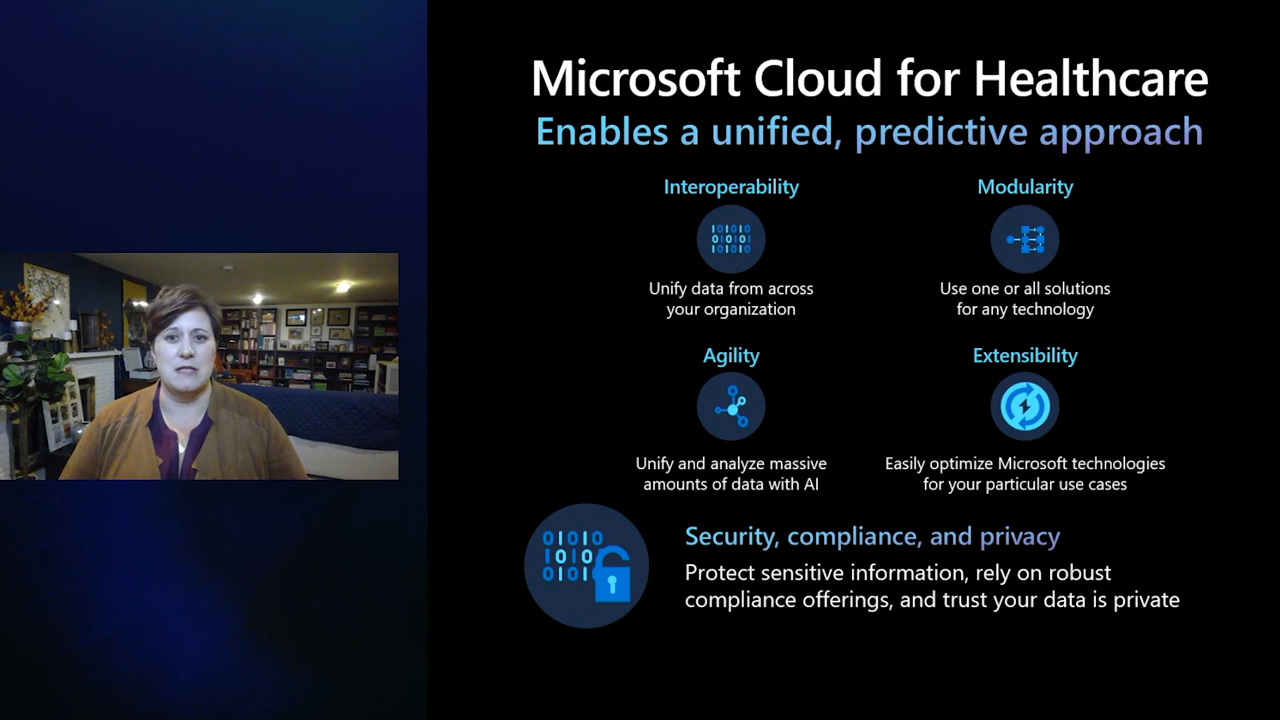 Microsoft Cloud for Healthcare
Enables a unified, predictive approach
Interoperability
Unify data from across
your organization
Modularity
Use one or all solutions
for any technology
Agility
Unify and analyze massive
amounts of data with AI
Extensibility
Easily optimize Microsoft technologies
for your particular use cases
Security, compliance, and privacy
Protect sensitive information, rely on robust
compliance offerings, and trust your data is private